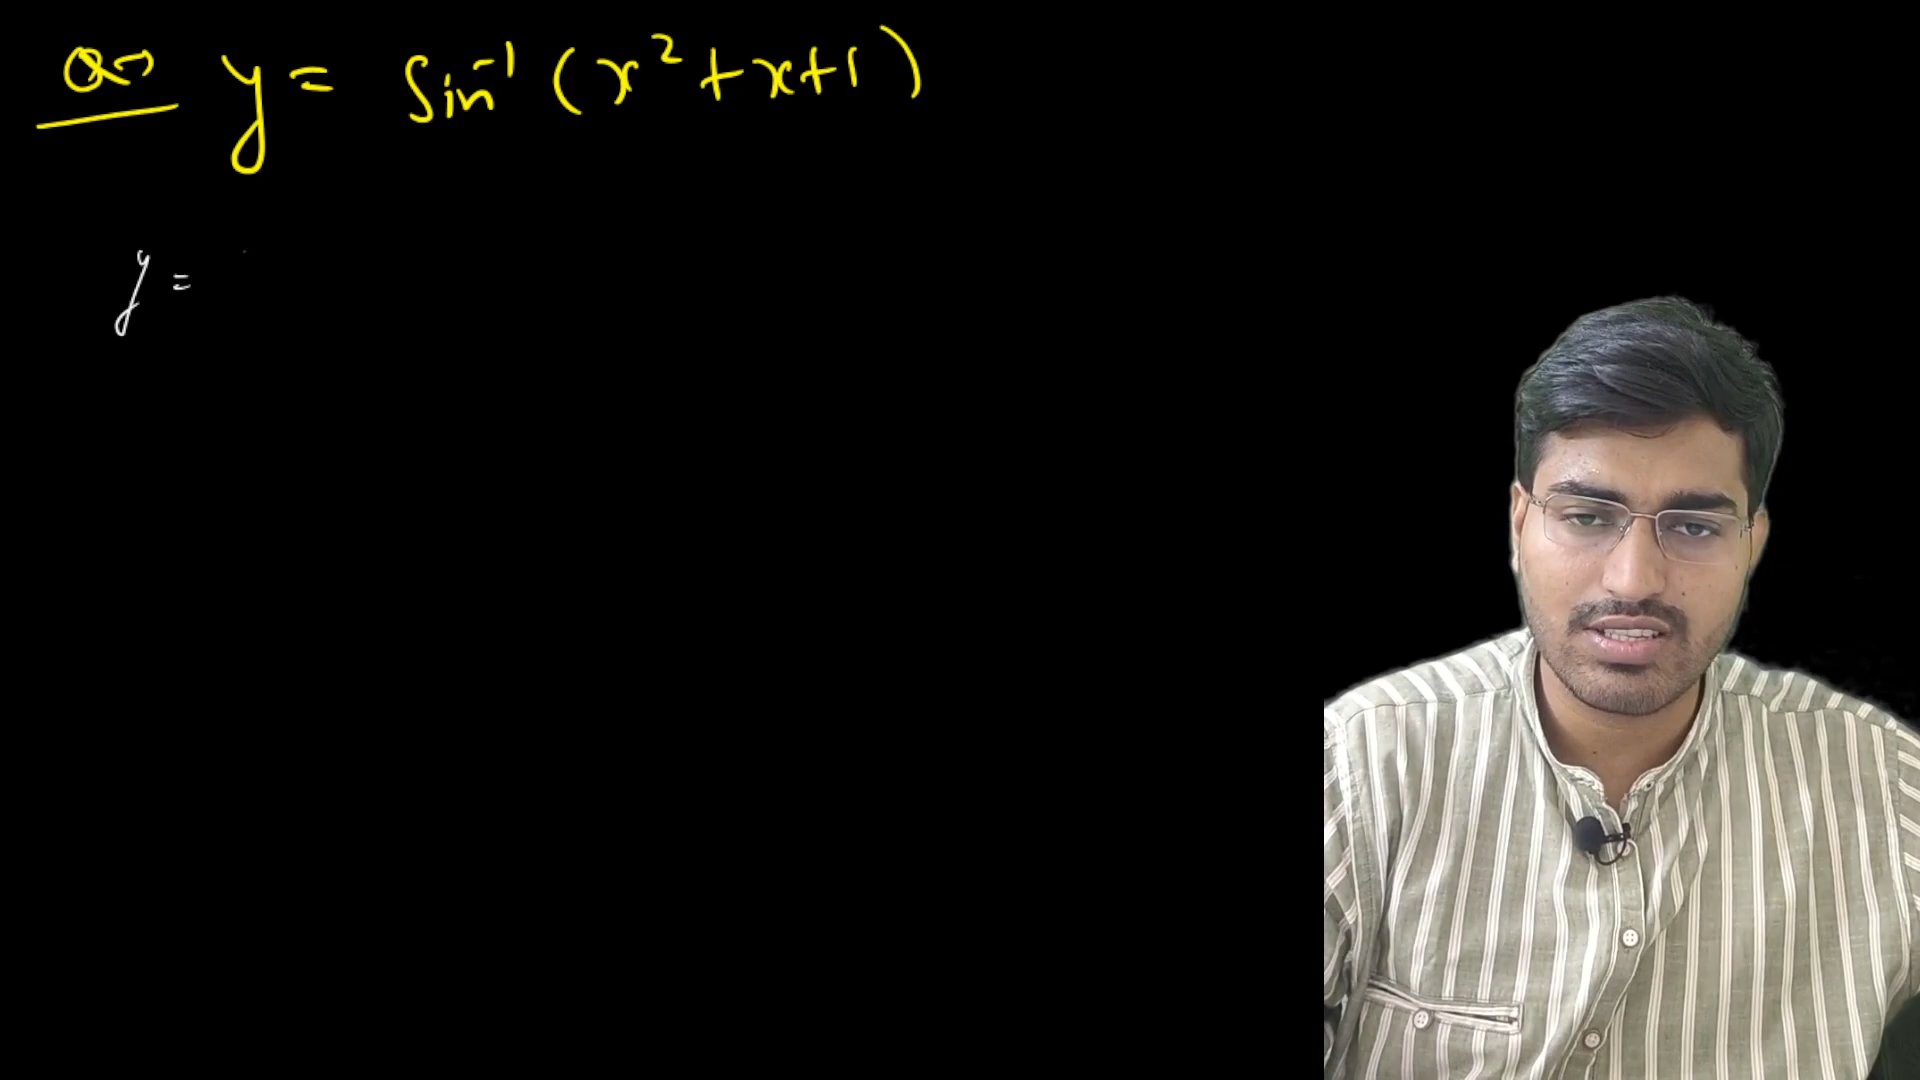 Q→ y = Sin⁻¹ (x² + x + 1)
y =